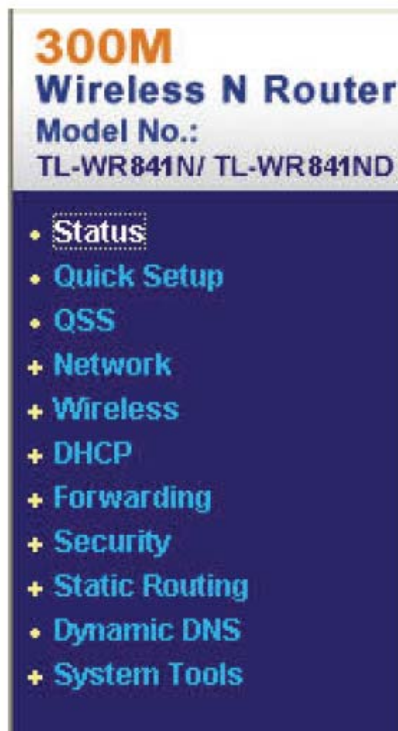 300M
Wireless N Router
Model No.:
TL-WR841N/ TL-WR841ND
• Status
• Quick Setup
• QSS
+ Network
+ Wireless
+ DHCP
+ Forwarding
+ Security
+ Static Routing
• Dynamic DNS
+ System Tools